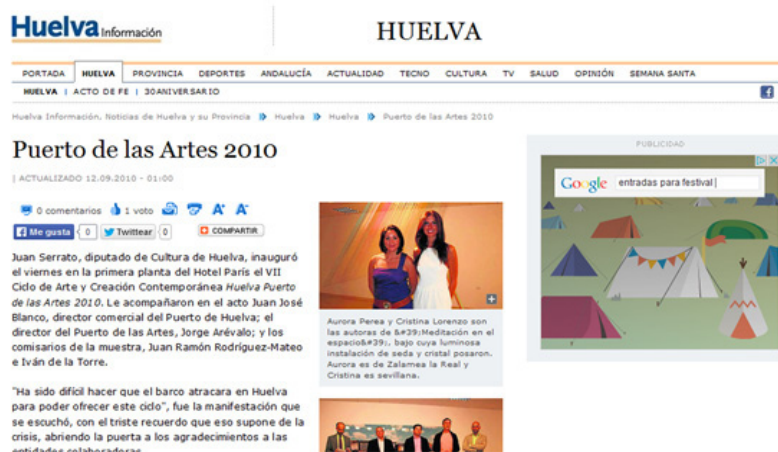 Huelva Información
HUELVA
PORTADA HUELVA PROVINCIA DEPORTES ANDALUCÍA ACTUALIDAD TECNO CULTURA TV SALUD OPINIÓN SEMANA SANTA
HUELVA | ACTO DE FE | 30ANIVERSARIO
Huelva Información, Noticias de Huelva y su Provincia Huelva Huelva Puerto de las Artes 2010
Puerto de las Artes 2010
| ACTUALIZADO 12.09.2010 - 01:00
0 comentarios 1 voto A+ A-
Me gusta 0 Twittear 0 COMPARTIR
Juan Serrato, diputado de Cultura de Huelva, inauguró
el viernes en la primera planta del Hotel París el VII
Ciclo de Arte y Creación Contemporánea Huelva Puerto
de las Artes 2010. Le acompañaron en el acto Juan José
Blanco, director comercial del Puerto de Huelva; el
director del Puerto de las Artes, Jorge Arévalo; y los
comisarios de la muestra, Juan Ramón Rodríguez-Mateo
e Iván de la Torre.
"Ha sido difícil hacer que el barco atracara en Huelva
para poder ofrecer este ciclo", fue la manifestación que
se escuchó, con el triste recuerdo que eso supone de la
crisis, abriendo la puerta a los agradecimientos a las
entidades colaboradoras.
Aurora Perea y Cristina Lorenzo son
las autoras de &#39;Meditación en el
espacio&#39;, bajo cuya luminosa
instalación de seda y cristal posaron.
Aurora es de Zalamea la Real y
Cristina es sevillana.
PUBLICIDAD
Google entradas para festival